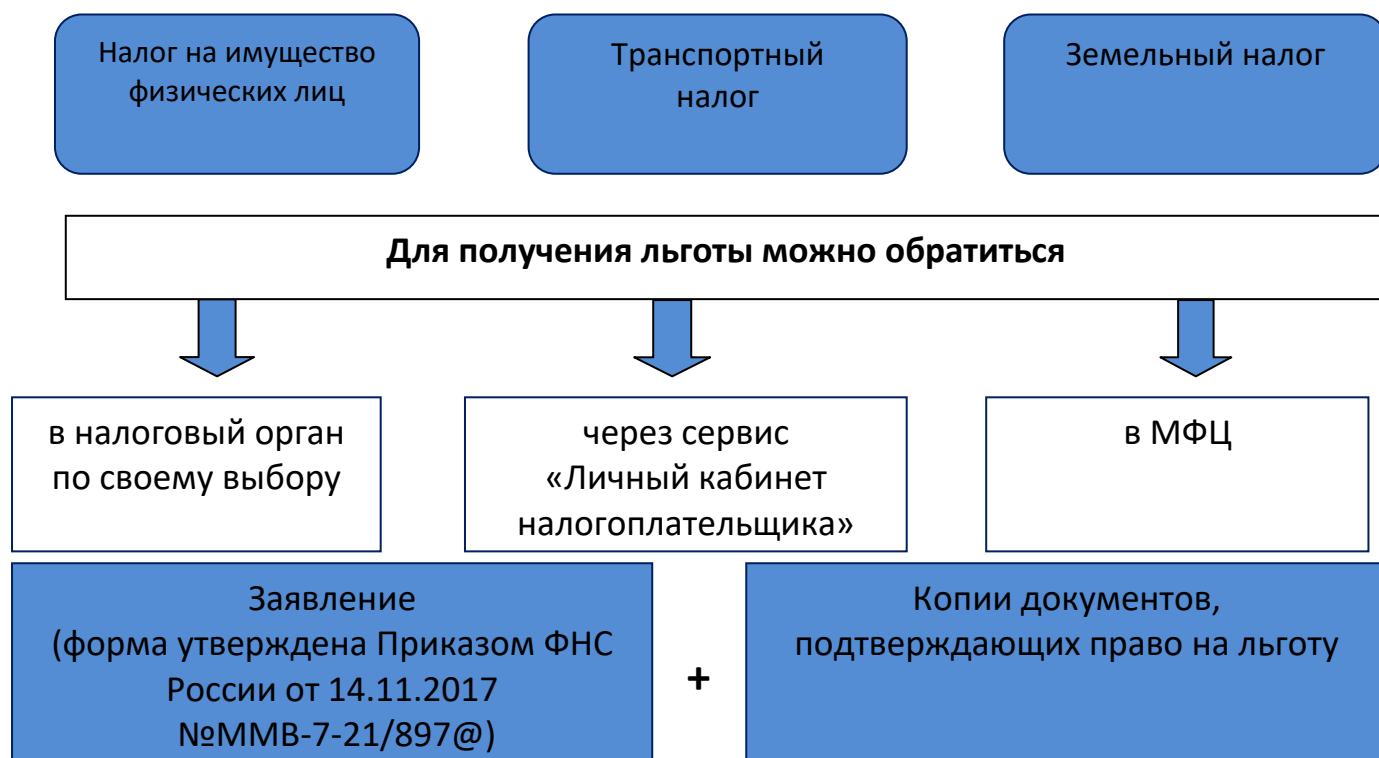 Налог на имущество
физических лиц
Транспортный
налог
Земельный налог
Для получения льготы можно обратиться
в налоговый орган
по своему выбору
через сервис
«Личный кабинет
налогоплательщика»
в МФЦ
Заявление
(форма утверждена Приказом ФНС
России от 14.11.2017
№ММВ-7-21/897@)
+
Копии документов,
подтверждающих право на льготу